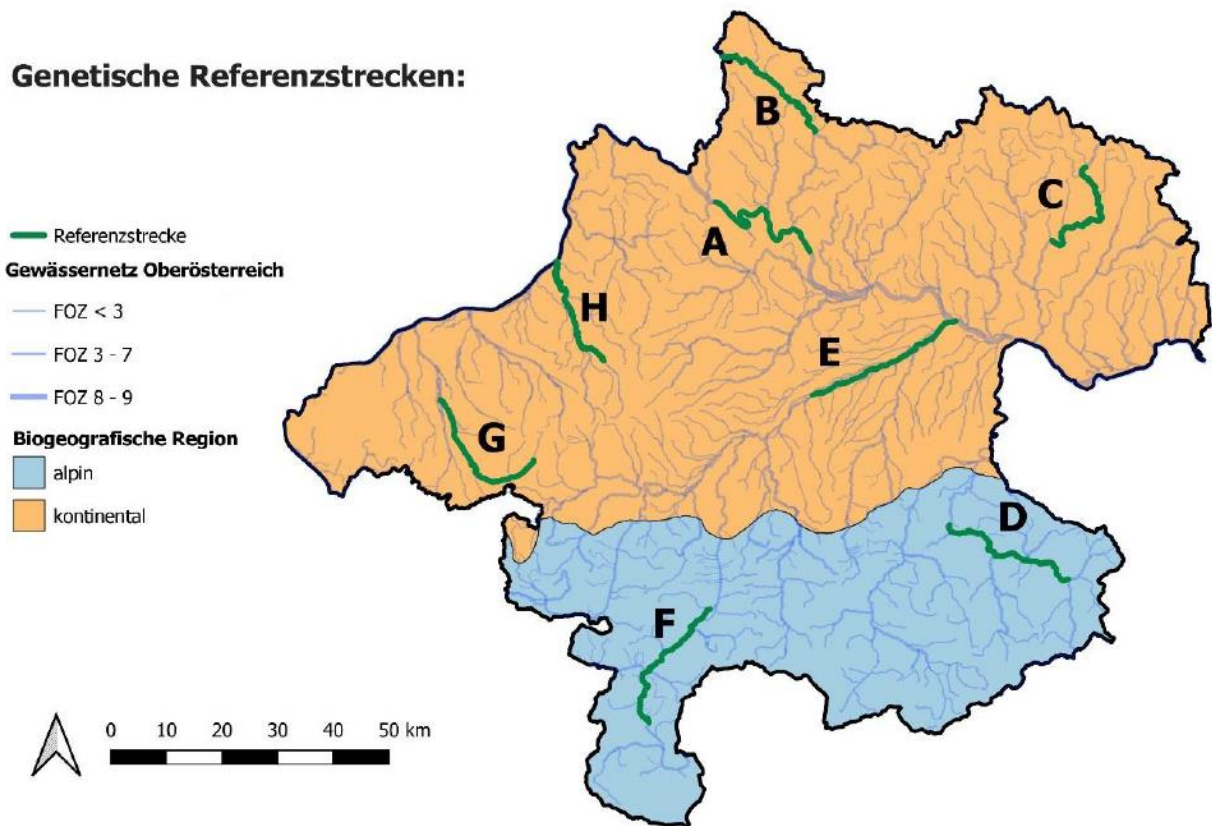 Genetische Referenzstrecken:
Referenzstrecke
Gewässernetz Oberösterreich
FOZ < 3
FOZ 3 - 7
FOZ 8 - 9
Biogeografische Region
alpin
kontinental
B
C
A
H
E
G
D
F
0 10 20 30 40 50 km